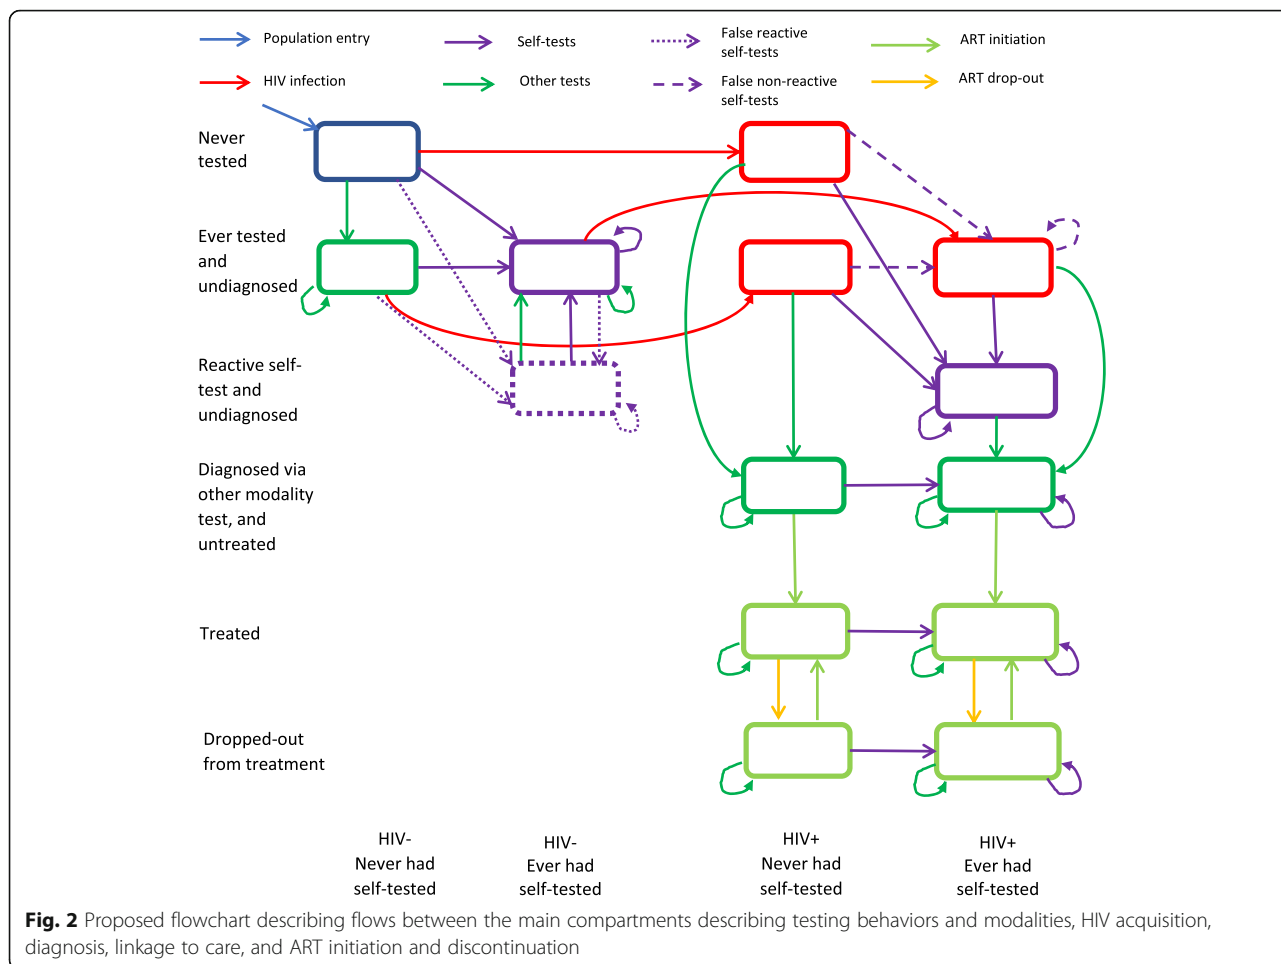 Population entry
Self-tests
False reactive
self-tests
ART initiation
HIV infection
Other tests
False non-reactive
self-tests
ART drop-out
Never
tested
Ever tested
and
undiagnosed
Reactive self-
test and
undiagnosed
Diagnosed via
other modality
test, and
untreated
Treated
Dropped-out
from treatment
HIV-
Never had
self-tested
HIV-
Ever had
self-tested
HIV+
Never had
self-tested
HIV+
Ever had
self-tested
Fig. 2 Proposed flowchart describing flows between the main compartments describing testing behaviors and modalities, HIV acquisition,
diagnosis, linkage to care, and ART initiation and discontinuation